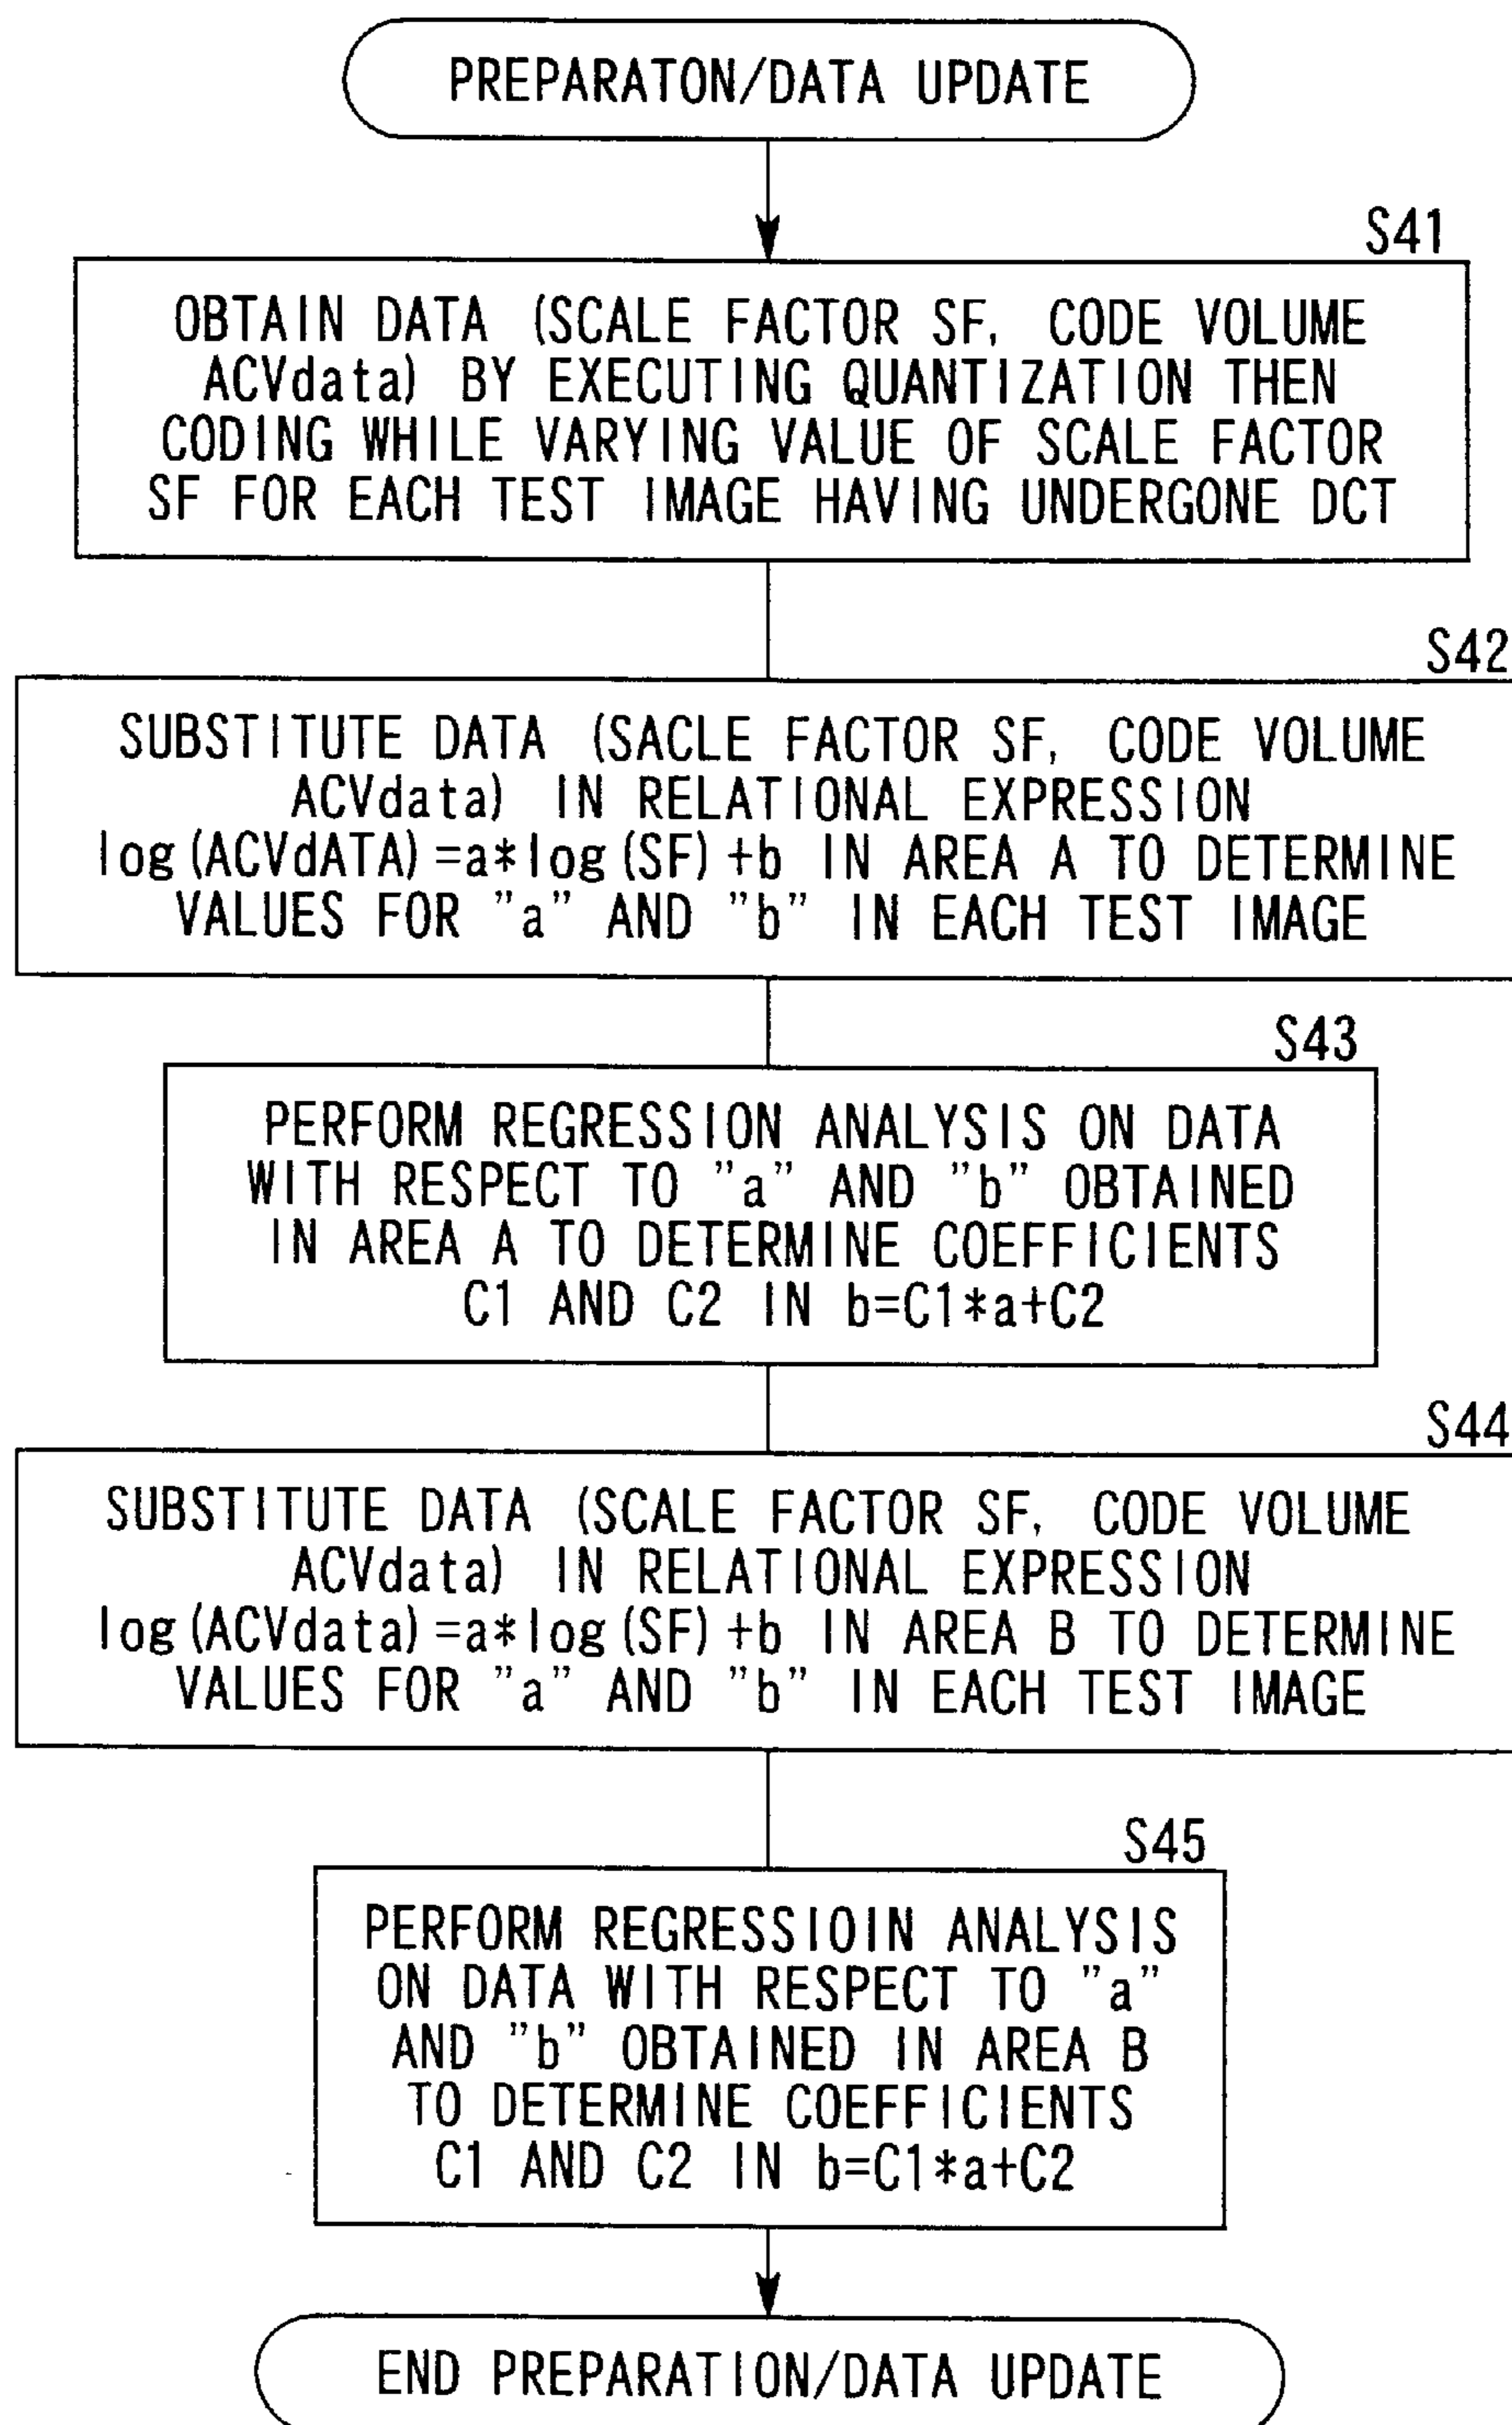 PREPARATON/DATA UPDATE
S41
OBTAIN DATA (SCALE FACTOR SF, CODE VOLUME
ACVdata) BY EXECUTING QUANTIZATION THEN
CODING WHILE VARYING VALUE OF SCALE FACTOR
SF FOR EACH TEST IMAGE HAVING UNDERGONE DCT
S42
SUBSTITUTE DATA (SACLE FACTOR SF, CODE VOLUME
ACVdata) IN RELATIONAL EXPRESSION
log(ACVdATA)=a*log(SF)+b IN AREA A TO DETERMINE
VALUES FOR "a" AND "b" IN EACH TEST IMAGE
S43
PERFORM REGRESSION ANALYSIS ON DATA
WITH RESPECT TO "a" AND "b" OBTAINED
IN AREA A TO DETERMINE COEFFICIENTS
C1 AND C2 IN b=C1*a+C2
S44
SUBSTITUTE DATA (SCALE FACTOR SF, CODE VOLUME
ACVdata) IN RELATIONAL EXPRESSION
log(ACVdata)=a*log(SF)+b IN AREA B TO DETERMINE
VALUES FOR "a" AND "b" IN EACH TEST IMAGE
S45
PERFORM REGRESSIOIN ANALYSIS
ON DATA WITH RESPECT TO "a"
AND "b" OBTAINED IN AREA B
TO DETERMINE COEFFICIENTS
C1 AND C2 IN b=C1*a+C2
END PREPARATION/DATA UPDATE